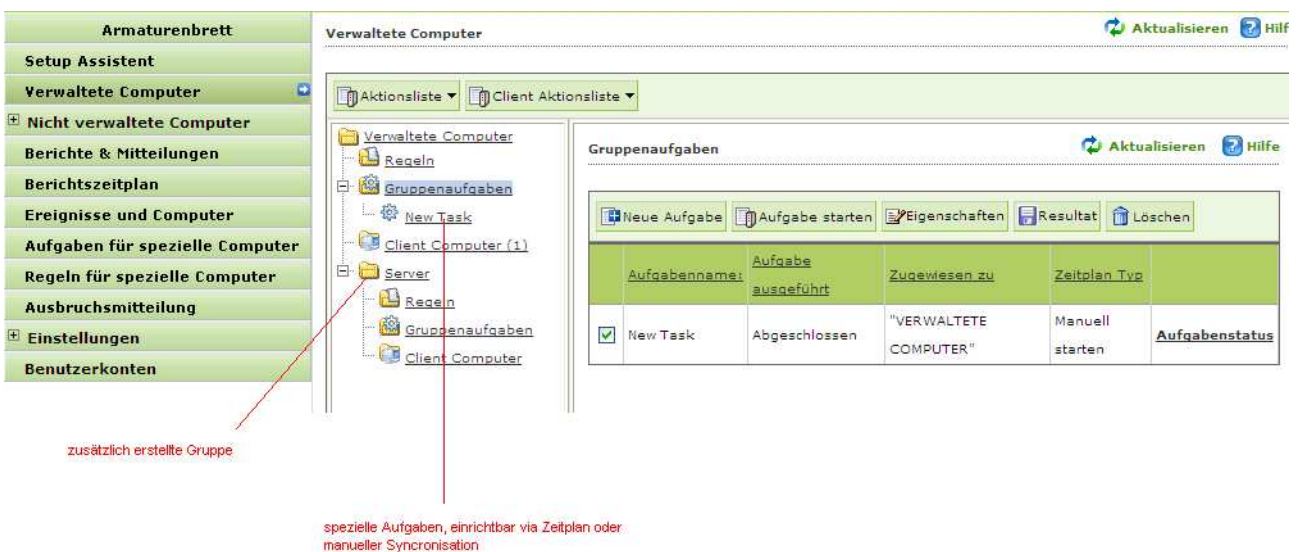 Armaturenbrett
Setup Assistent
Verwaltete Computer
Nicht verwaltete Computer
Berichte & Mitteilungen
Berichtszeitplan
Ereignisse und Computer
Aufgaben für spezielle Computer
Regeln für spezielle Computer
Ausbruchsmitteilung
Einstellungen
Benutzerkonten
Verwaltete Computer
Aktualisieren
Hilf
Aktionsliste
Client Aktionsliste
Verwaltete Computer
Regeln
Gruppenaufgaben
New Task
Client Computer (1)
Server
Regeln
Gruppenaufgaben
Client Computer
Gruppenaufgaben
Aktualisieren
Hilfe
Neue Aufgabe
Aufgabe starten
Eigenschaften
Resultat
Löschen
Aufgabenname:
Aufgabe
ausgeführt
Zugewiesen zu
Zeitplan Typ
New Task
Abgeschlossen
"VERWALTETE
COMPUTER"
Manuell
starten
Aufgabenstatus
zusätzlich erstellte Gruppe
spezielle Aufgaben, einrichtbar via Zeitplan oder
manueller Syncronisation